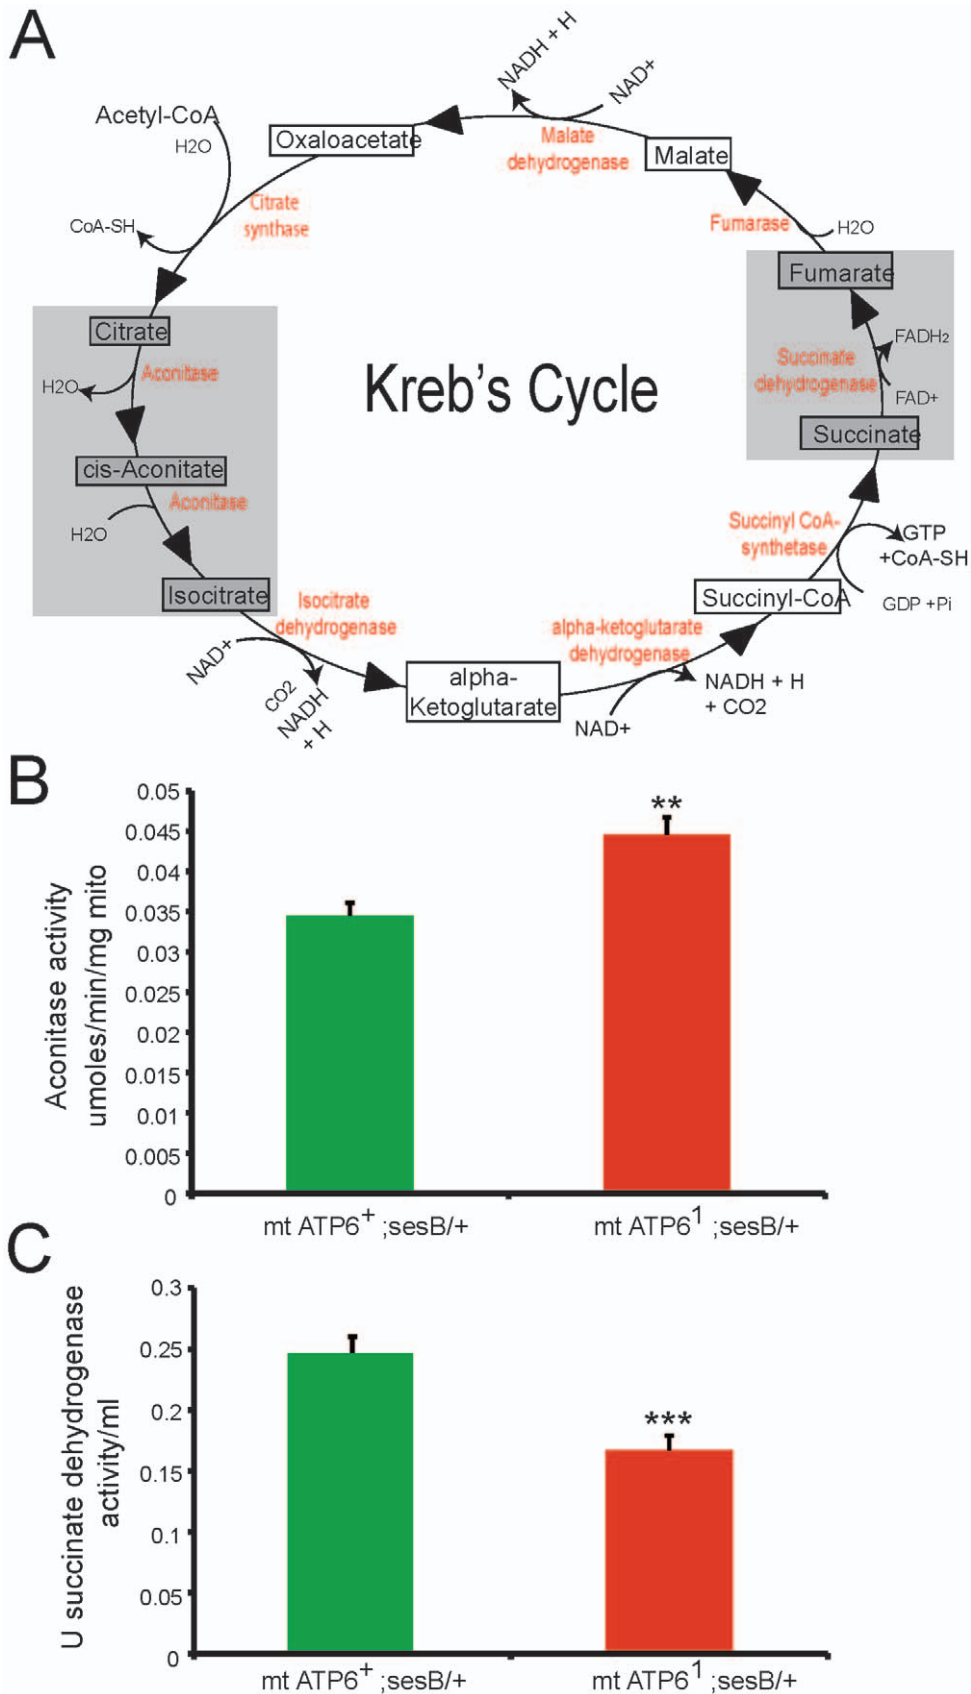 A
NADH + H
NAD+
Acetyl-CoA
H2O
Oxaloacetate
Malate
dehydrogenase
Malate
Citrate
synthase
CoA-SH
Fumarase
H2O
Fumarate
Citrate
FADH₂
H2O
Aconitase
Succinate
dehydrogenase
FAD+
Kreb's Cycle
Succinate
cis-Aconitate
Aconitase
H2O
Succinyl CoA-
synthetase
GTP
+CoA-SH
Isocitrate
Succinyl-CoA
GDP +Pi
Isocitrate
dehydrogenase
alpha-ketoglutarate
dehydrogenase
NAD+
CO2
NADH
+ H
alpha-
Ketoglutarate
NADH + H
+ CO2
NAD+
B
Aconitase activity
umoles/min/mg mito
0.05
0.045
0.04
0.035
0.03
0.025
0.02
0.015
0.01
0.005
0
**
mt ATP6⁺ ;sesB/+
mt ATP6¹ ;sesB/+
C
U succinate dehydrogenase
activity/ml
0.3
0.25
0.2
0.15
0.1
0.05
0
***
mt ATP6⁺ ;sesB/+
mt ATP6¹ ;sesB/+